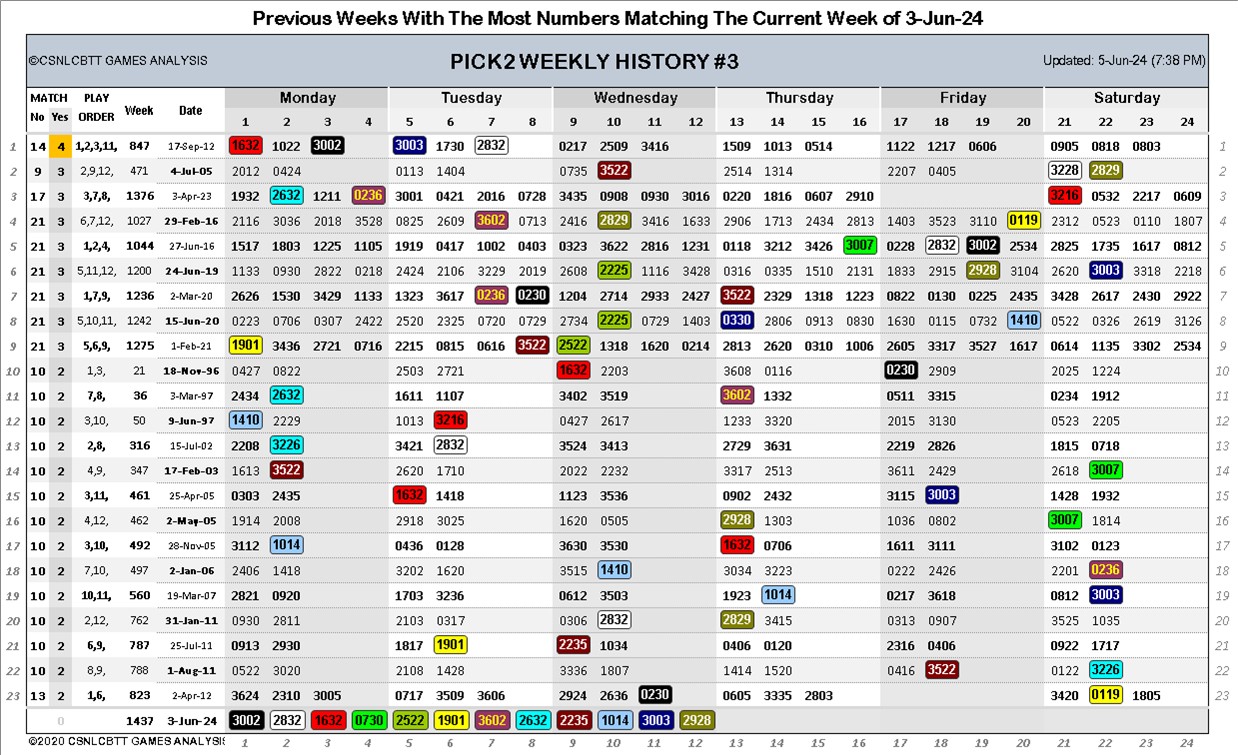 Previous Weeks With The Most Numbers Matching The Current Week of 3-Jun-24
©CSNLCBTT GAMES ANALYSIS PICK2 WEEKLY HISTORY #3 Updated: 5-Jun-24 (7:38 PM)
MATCH PLAY Week Date Monday Tuesday Wednesday Thursday Friday Saturday
No Yes ORDER 1 2 3 4 5 6 7 8 9 10 11 12 13 14 15 16 17 18 19 20 21 22 23 24
1 14 4 1,2,3,11, 847 17-Sep-12 1632 1022 3002 3003 1730 2832 0217 2509 3416 1509 1013 0514 1122 1217 0606 0905 0818 0803 1
2 9 3 2,9,12, 471 4-Jul-05 2012 0424 0113 1404 0735 3522 2514 1314 2207 0405 3228 2829 2
3 17 3 3,7,8, 1376 3-Apr-23 1932 2632 1211 0236 3001 0421 2016 0728 3435 0908 0930 3016 0220 1816 0607 2910 3216 0532 2217 0609 3
4 21 3 6,7,12, 1027 29-Feb-16 2116 3036 2018 3528 0825 2609 3602 0713 2416 2829 3416 1633 2906 1713 2434 2813 1403 3523 3110 0119 2312 0523 0110 1807 4
5 21 3 1,2,4, 1044 27-Jun-16 1517 1803 1225 1105 1919 0417 1002 0403 0323 3622 2816 1231 0118 3212 3426 3007 0228 2832 3002 2534 2825 1735 1617 0812 5
6 21 3 5,11,12, 1200 24-Jun-19 1133 0930 2822 0218 2424 2106 3229 2019 2608 2225 1116 3428 0316 0335 1510 2131 1833 2915 2928 3104 2620 3003 3318 2218 6
7 21 3 1,7,9, 1236 2-Mar-20 2626 1530 3429 1133 1323 3617 0236 0230 1204 2714 2933 2427 3522 2329 1318 1223 0822 0130 0225 2435 3428 2617 2430 2922 7
8 21 3 5,10,11, 1242 15-Jun-20 0223 0706 0307 2422 2520 2325 0720 0729 2734 2225 0729 1403 0330 2806 0913 0830 1630 0115 0732 1410 0522 0326 2619 3126 8
9 21 3 5,6,9, 1275 1-Feb-21 1901 3436 2721 0716 2215 0815 0616 3522 2522 1318 1620 0214 2813 2620 0310 1006 2605 3317 3527 1617 0614 1135 3302 2534 9
10 10 2 1,3, 21 18-Nov-96 0427 0822 2503 2721 1632 2203 3608 0116 0230 2909 2025 1224 10
11 10 2 7,8, 36 3-Mar-97 2434 2632 1611 1107 3402 3519 3602 1332 0511 3315 0234 1912 11
12 10 2 3,10, 50 9-Jun-97 1410 2229 1013 3216 0427 2617 1233 3320 2015 3130 0523 2205 12
13 10 2 2,8, 316 15-Jul-02 2208 3226 3421 2832 3524 3413 2729 3631 2219 2826 1815 0718 13
14 10 2 4,9, 347 17-Feb-03 1613 3522 2620 1710 2022 2232 3317 2513 3611 2429 2618 3007 14
15 10 2 3,11, 461 25-Apr-05 0303 2435 1632 1418 1123 3536 0902 2432 3115 3003 1428 1932 15
16 10 2 4,12, 462 2-May-05 1914 2008 2918 3025 1620 0505 2928 1303 1036 0802 3007 1814 16
17 10 2 3,10, 492 28-Nov-05 3112 1014 0436 0128 3630 3530 1632 0706 1611 3111 3102 0123 17
18 10 2 7,10, 497 2-Jan-06 2406 1418 3202 1620 3515 1410 3034 3223 0222 2426 2201 0236 18
19 10 2 10,11, 560 19-Mar-07 2821 0920 1703 3236 0612 3503 1923 1014 0217 3618 0812 3003 19
20 10 2 2,12, 762 31-Jan-11 0930 2811 2103 0317 0306 2832 2829 3415 0313 0907 3525 1035 20
21 10 2 6,9, 787 25-Jul-11 0913 2930 1817 1901 2235 1034 0406 0120 2316 0406 0922 1717 21
22 10 2 8,9, 788 1-Aug-11 0522 3020 2108 1428 3336 1807 1414 1520 0416 3522 0122 3226 22
23 13 2 1,6, 823 2-Apr-12 3624 2310 3005 0717 3509 3606 2924 2636 0230 0605 3335 2803 3420 0119 1805 23
0 1437 3-Jun-24 3002 2832 1632 0730 2522 1901 3602 2632 2235 1014 3003 2928
©2020 CSNLCBTT GAMES ANALYSIS 1 2 3 4 5 6 7 8 9 10 11 12 13 14 15 16 17 18 19 20 21 22 23 24